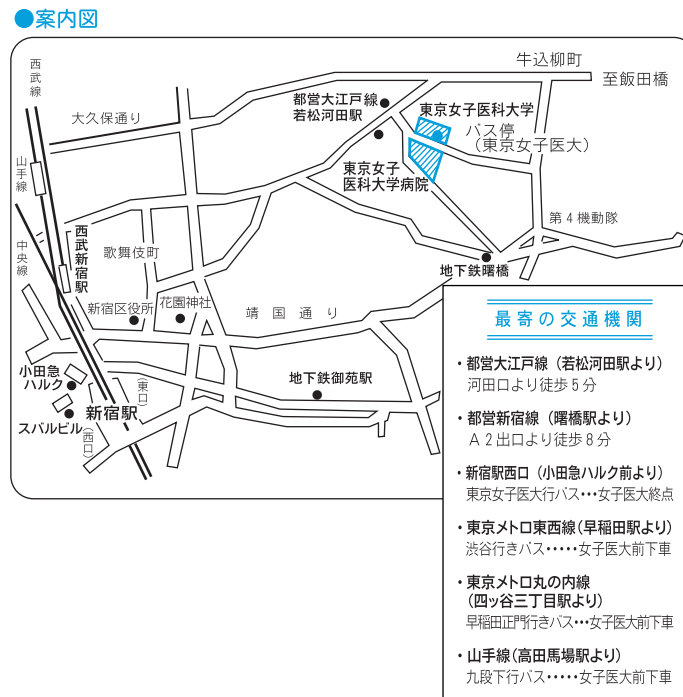 ●案内図
西武線
大久保通り
山手線
中央線
西武新宿駅
歌舞伎町
新宿区役所
花園神社
靖国通り
都営大江戸線
若松河田駅
牛込柳町
至飯田橋
東京女子医科大学
バス停
(東京女子医大)
東京女子
医科大学病院
第4機動隊
地下鉄曙橋
小田急
ハルク
スバルビル
新宿駅
(東口)
(西口)
地下鉄御苑駅
最寄の交通機関
・都営大江戸線(若松河田駅より)
河田口より徒歩5分
・都営新宿線(曙橋駅より)
A2出口より徒歩8分
・新宿駅西口(小田急ハルク前より)
東京女子医大行バス・・・女子医大終点
・東京メトロ東西線(早稲田駅より)
渋谷行きバス・・・・・女子医大前下車
・東京メトロ丸の内線
(四ッ谷三丁目駅より)
早稲田正門行きバス・・・女子医大前下車
・山手線(高田馬場駅より)
九段下行バス・・・・・女子医大前下車